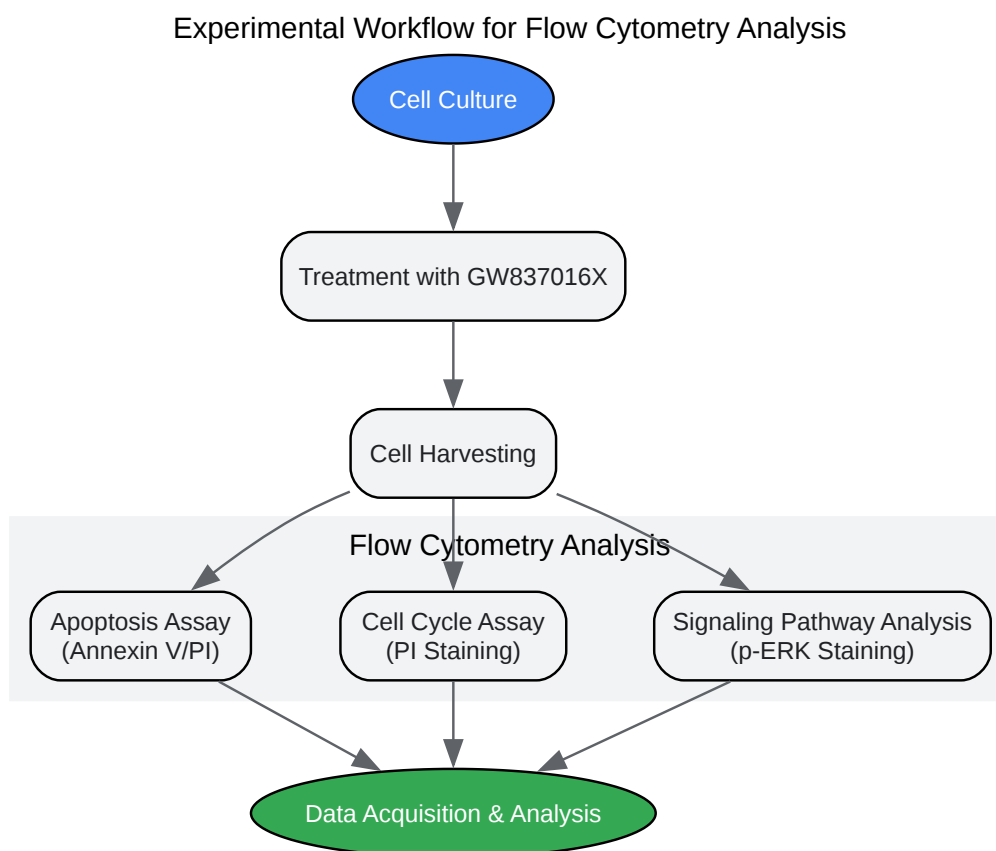 Experimental Workflow for Flow Cytometry Analysis
Cell Culture
Treatment with GW837016X
Cell Harvesting
Flow Cytometry Analysis
Apoptosis Assay
(Annexin V/PI)
Cell Cycle Assay
(PI Staining)
Signaling Pathway Analysis
(p-ERK Staining)
Data Acquisition & Analysis